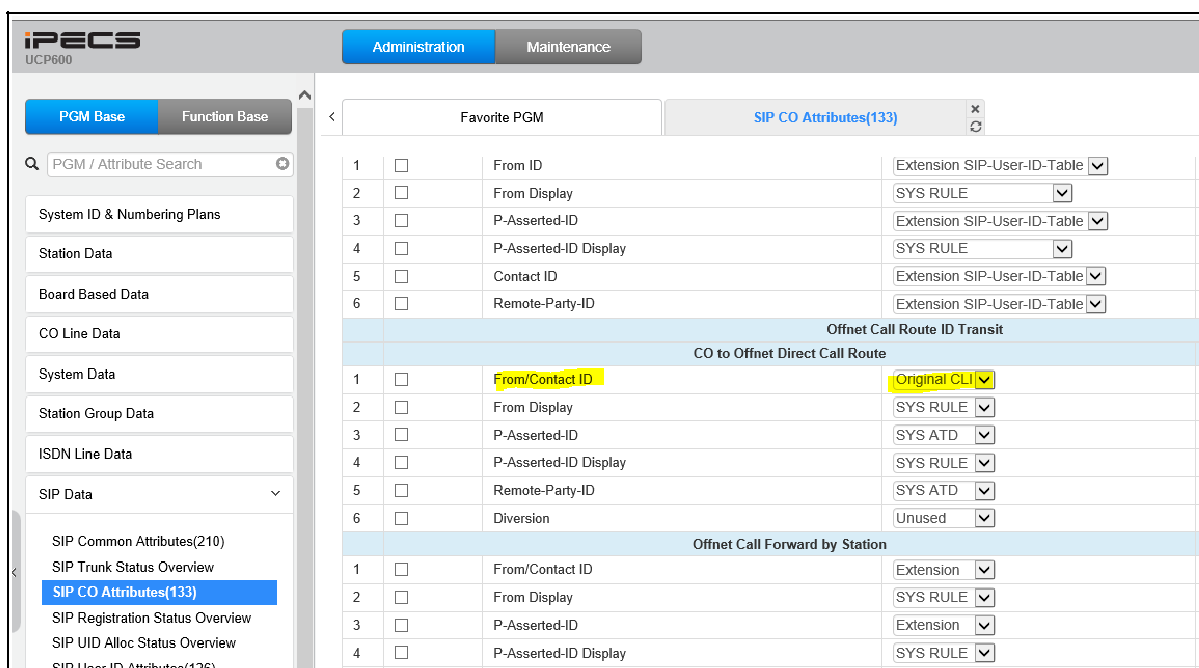 iPECS
UCP600
Administration Maintenance
PGM Base Function Base
PGM / Attribute Search
System ID & Numbering Plans
Station Data
Board Based Data
CO Line Data
System Data
Station Group Data
ISDN Line Data
SIP Data
SIP Common Attributes(210)
SIP Trunk Status Overview
SIP CO Attributes(133)
SIP Registration Status Overview
SIP UID Alloc Status Overview
SIP User ID Attributes(126)
Favorite PGM SIP CO Attributes(133)
1 From ID Extension SIP-User-ID-Table
2 From Display SYS RULE
3 P-Asserted-ID Extension SIP-User-ID-Table
4 P-Asserted-ID Display SYS RULE
5 Contact ID Extension SIP-User-ID-Table
6 Remote-Party-ID Extension SIP-User-ID-Table
Offnet Call Route ID Transit
CO to Offnet Direct Call Route
1 From/Contact ID Original CLI
2 From Display SYS RULE
3 P-Asserted-ID SYS ATD
4 P-Asserted-ID Display SYS RULE
5 Remote-Party-ID SYS ATD
6 Diversion Unused
Offnet Call Forward by Station
1 From/Contact ID Extension
2 From Display SYS RULE
3 P-Asserted-ID Extension
4 P-Asserted-ID Display SYS RULE